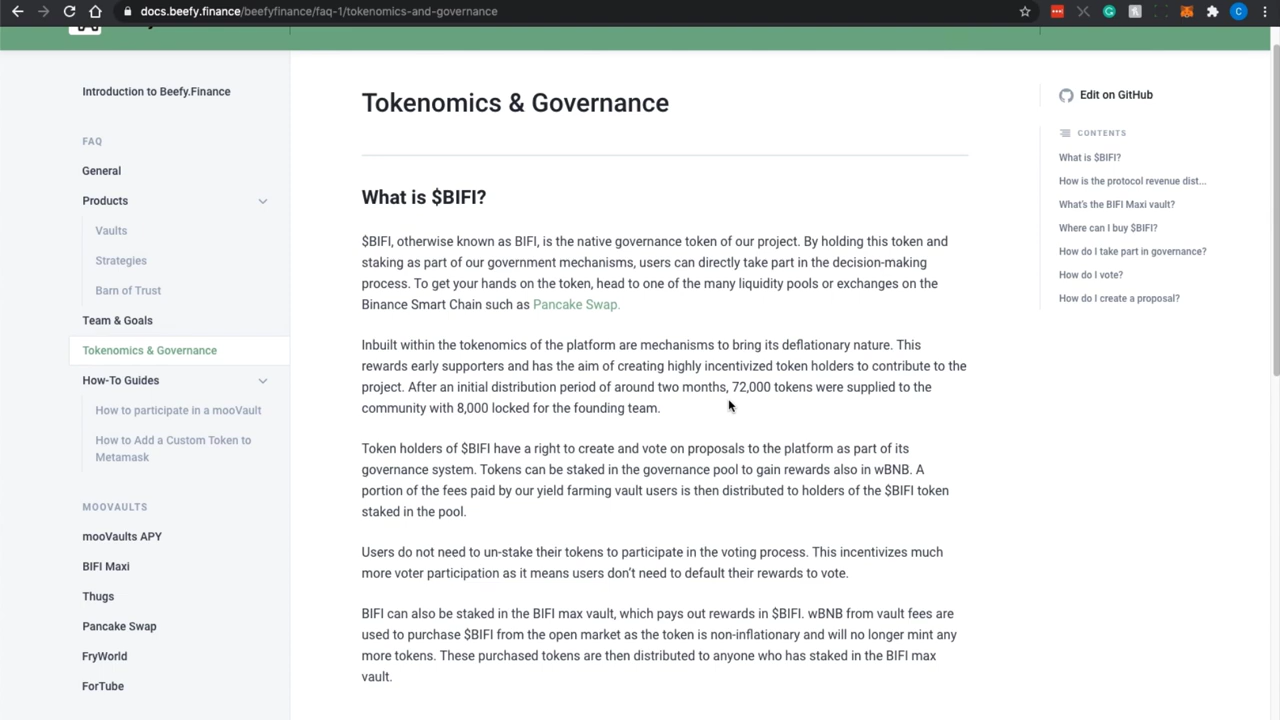 docs.beefy.finance/beefyfinance/faq-1/tokenomics-and-governance
C
Introduction to Beefy.Finance
FAQ
General
Products
Vaults
Strategies
Barn of Trust
Team & Goals
Tokenomics & Governance
How-To Guides
How to participate in a mooVault
How to Add a Custom Token to
Metamask
MOOVAULTS
mooVaults APY
BIFI Maxi
Thugs
Pancake Swap
FryWorld
ForTube
Tokenomics & Governance
What is $BIFI?
$BIFI, otherwise known as BIFI, is the native governance token of our project. By holding this token and
staking as part of our government mechanisms, users can directly take part in the decision-making
process. To get your hands on the token, head to one of the many liquidity pools or exchanges on the
Binance Smart Chain such as Pancake Swap.
Inbuilt within the tokenomics of the platform are mechanisms to bring its deflationary nature. This
rewards early supporters and has the aim of creating highly incentivized token holders to contribute to the
project. After an initial distribution period of around two months, 72,000 tokens were supplied to the
community with 8,000 locked for the founding team.
Token holders of $BIFI have a right to create and vote on proposals to the platform as part of its
governance system. Tokens can be staked in the governance pool to gain rewards also in wBNB. A
portion of the fees paid by our yield farming vault users is then distributed to holders of the $BIFI token
staked in the pool.
Users do not need to un-stake their tokens to participate in the voting process. This incentivizes much
more voter participation as it means users don't need to default their rewards to vote.
BIFI can also be staked in the BIFI max vault, which pays out rewards in $BIFI. wBNB from vault fees are
used to purchase $BIFI from the open market as the token is non-inflationary and will no longer mint any
more tokens. These purchased tokens are then distributed to anyone who has staked in the BIFI max
vault.
Edit on GitHub
CONTENTS
What is $BIFI?
How is the protocol revenue dist...
What's the BIFI Maxi vault?
Where can I buy $BIFI?
How do I take part in governance?
How do I vote?
How do I create a proposal?